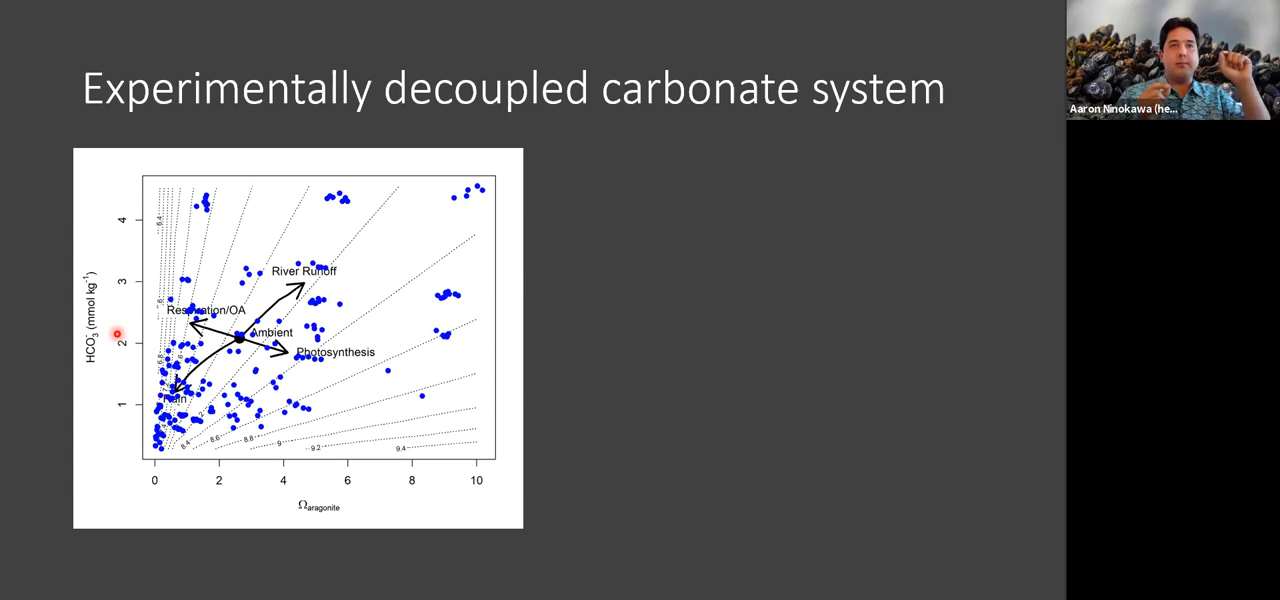 Experimentally decoupled carbonate system
Aaron Ninokawa (he...
HCO3- (mmol kg-1)
4
3
2
1
River Runoff
Respiration/OA
Ambient
Photosynthesis
Rain
8.4
8.6
8.8
9
9.2
9.4
0
2
4
6
8
10
Ωaragonite